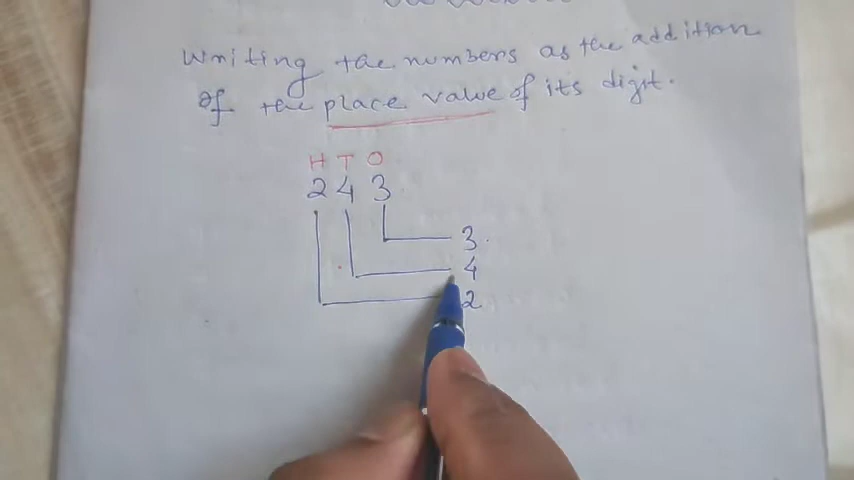 Writing the numbers as the addition
of the place value of its digit.
H T O
2 4 3
3
4
2